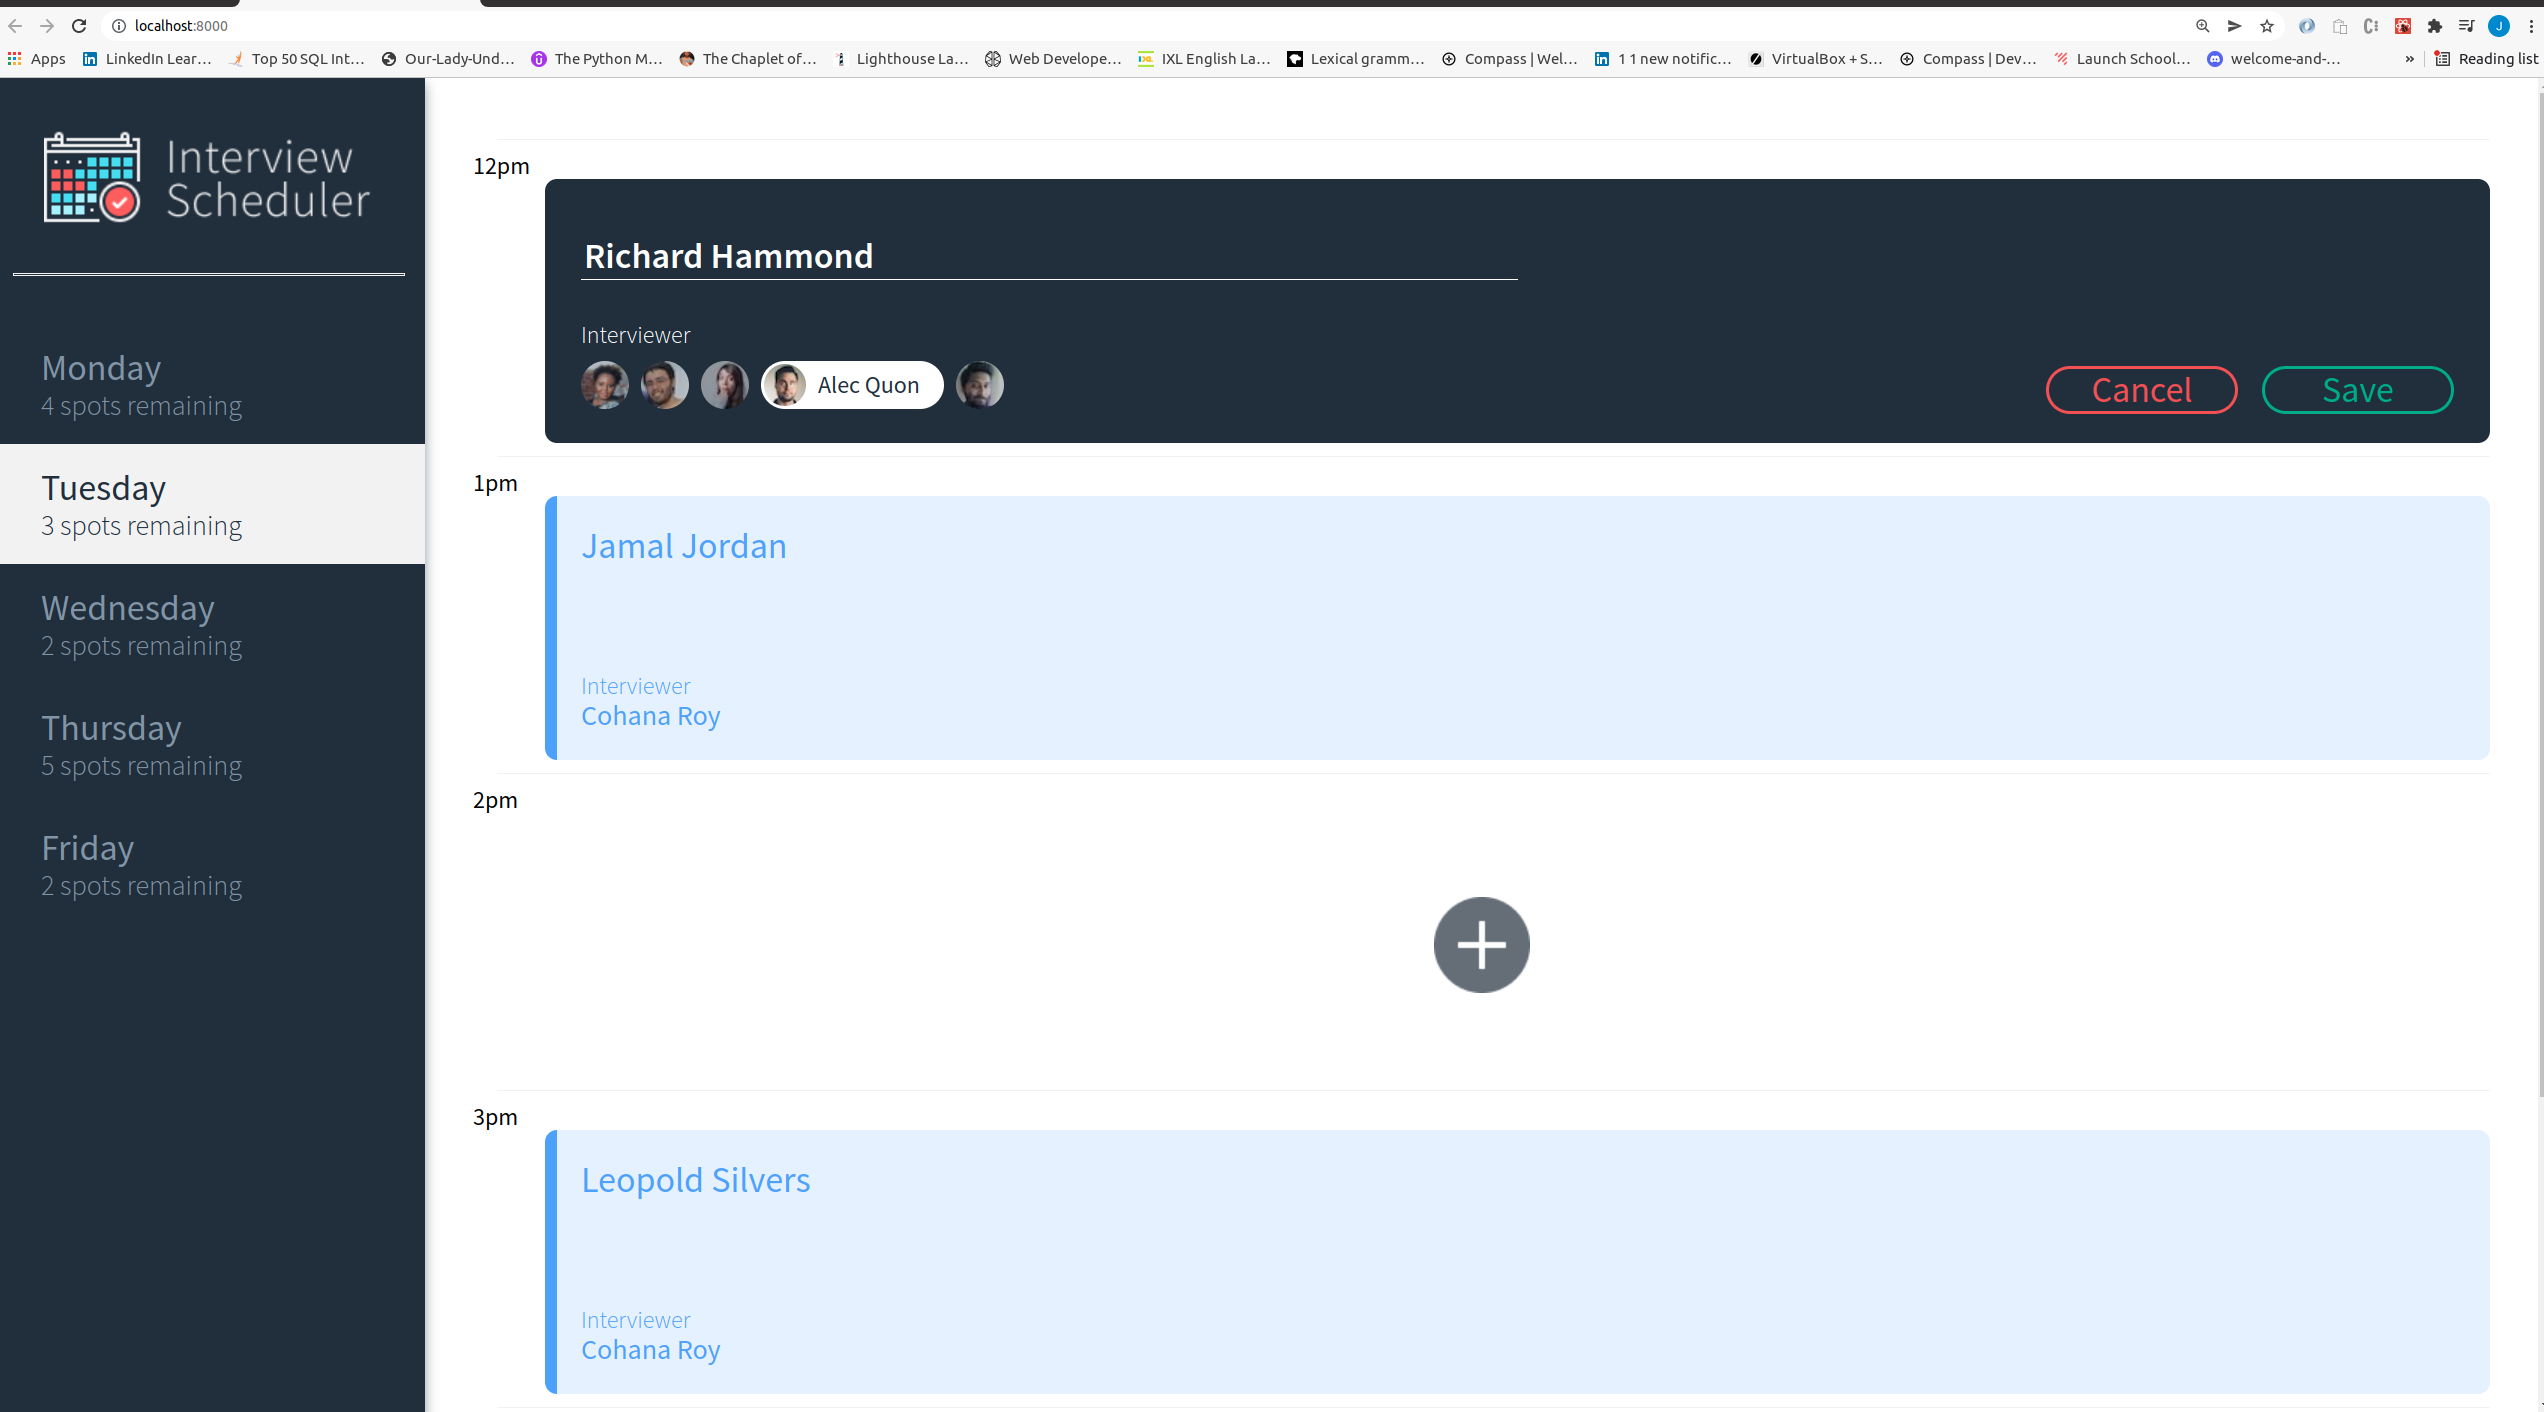 localhost:8000
Apps
LinkedIn Lear...
Top 50 SQL Int...
Our-Lady-Und...
The Python M...
The Chaplet of...
Lighthouse La...
Web Develope...
IXL English La...
Lexical gramm...
Compass | Wel...
1 1 new notific...
VirtualBox + S...
Compass | Dev...
Launch School...
welcome-and-...
»
Reading list
Interview
Scheduler
Monday
4 spots remaining
Tuesday
3 spots remaining
Wednesday
2 spots remaining
Thursday
5 spots remaining
Friday
2 spots remaining
12pm
Richard Hammond
Interviewer
Alec Quon
Cancel
Save
1pm
Jamal Jordan
Interviewer
Cohana Roy
2pm
3pm
Leopold Silvers
Interviewer
Cohana Roy